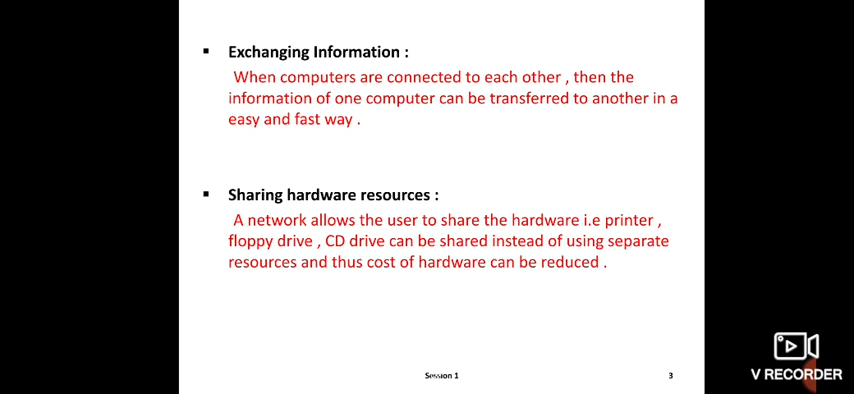 ▪ Exchanging Information :
When computers are connected to each other , then the
information of one computer can be transferred to another in a
easy and fast way .
▪ Sharing hardware resources :
A network allows the user to share the hardware i.e printer ,
floppy drive , CD drive can be shared instead of using separate
resources and thus cost of hardware can be reduced .
Session 1
3
V RECORDER